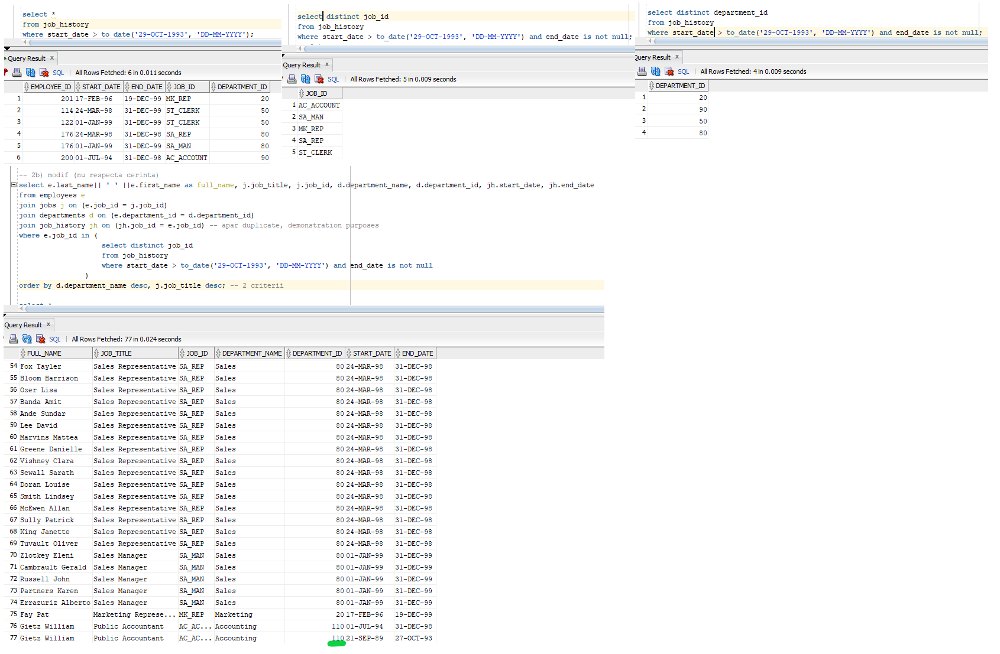 select *
from job_history
where start_date > to_date('29-OCT-1993', 'DD-MM-YYYY');
Query Result x
SQL | All Rows Fetched: 6 in 0.011 seconds
EMPLOYEE_ID START_DATE END_DATE JOB_ID DEPARTMENT_ID
1 201 17-FEB-96 19-DEC-99 MK_REP 20
2 114 24-MAR-98 31-DEC-99 ST_CLERK 50
3 122 01-JAN-99 31-DEC-99 ST_CLERK 50
4 176 24-MAR-98 31-DEC-98 SA_REP 80
5 176 01-JAN-99 31-DEC-99 SA_MAN 80
6 200 01-JUL-94 31-DEC-98 AC_ACCOUNT 90
select distinct job_id
from job_history
where start_date > to_date('29-OCT-1993', 'DD-MM-YYYY') and end_date is not null;
Query Result x
SQL | All Rows Fetched: 5 in 0.009 seconds
JOB_ID
1 AC_ACCOUNT
2 SA_MAN
3 MK_REP
4 SA_REP
5 ST_CLERK
select distinct department_id
from job_history
where start_date > to_date('29-OCT-1993', 'DD-MM-YYYY') and end_date is not null;
Query Result x
SQL | All Rows Fetched: 4 in 0.009 seconds
DEPARTMENT_ID
1 20
2 90
3 50
4 80
-- 2b) modif (nu respecta cerinta)
select e.last_name|| ' ' ||e.first_name as full_name, j.job_title, j.job_id, d.department_name, d.department_id, jh.start_date, jh.end_date
from employees e
join jobs j on (e.job_id = j.job_id)
join departments d on (e.department_id = d.department_id)
join job_history jh on (jh.job_id = e.job_id) -- apar duplicate, demonstration purposes
where e.job_id in (
select distinct job_id
from job_history
where start_date > to_date('29-OCT-1993', 'DD-MM-YYYY') and end_date is not null
)
order by d.department_name desc, j.job_title desc; -- 2 criterii
select *
Query Result x
SQL | All Rows Fetched: 77 in 0.024 seconds
FULL_NAME JOB_TITLE JOB_ID DEPARTMENT_NAME DEPARTMENT_ID START_DATE END_DATE
54 Fox Tayler Sales Representative SA_REP Sales 80 24-MAR-98 31-DEC-98
55 Bloom Harrison Sales Representative SA_REP Sales 80 24-MAR-98 31-DEC-98
56 Ozer Lisa Sales Representative SA_REP Sales 80 24-MAR-98 31-DEC-98
57 Banda Amit Sales Representative SA_REP Sales 80 24-MAR-98 31-DEC-98
58 Ande Sundar Sales Representative SA_REP Sales 80 24-MAR-98 31-DEC-98
59 Lee David Sales Representative SA_REP Sales 80 24-MAR-98 31-DEC-98
60 Marvins Mattea Sales Representative SA_REP Sales 80 24-MAR-98 31-DEC-98
61 Greene Danielle Sales Representative SA_REP Sales 80 24-MAR-98 31-DEC-98
62 Vishney Clara Sales Representative SA_REP Sales 80 24-MAR-98 31-DEC-98
63 Sewall Sarath Sales Representative SA_REP Sales 80 24-MAR-98 31-DEC-98
64 Doran Louise Sales Representative SA_REP Sales 80 24-MAR-98 31-DEC-98
65 Smith Lindsey Sales Representative SA_REP Sales 80 24-MAR-98 31-DEC-98
66 McEwen Allan Sales Representative SA_REP Sales 80 24-MAR-98 31-DEC-98
67 Sully Patrick Sales Representative SA_REP Sales 80 24-MAR-98 31-DEC-98
68 King Janette Sales Representative SA_REP Sales 80 24-MAR-98 31-DEC-98
69 Tuvault Oliver Sales Representative SA_REP Sales 80 24-MAR-98 31-DEC-98
70 Zlotkey Eleni Sales Manager SA_MAN Sales 80 01-JAN-99 31-DEC-99
71 Cambrault Gerald Sales Manager SA_MAN Sales 80 01-JAN-99 31-DEC-99
72 Russell John Sales Manager SA_MAN Sales 80 01-JAN-99 31-DEC-99
73 Partners Karen Sales Manager SA_MAN Sales 80 01-JAN-99 31-DEC-99
74 Errazuriz Alberto Sales Manager SA_MAN Sales 80 01-JAN-99 31-DEC-99
75 Fay Pat Marketing Represe... MK_REP Marketing 20 17-FEB-96 19-DEC-99
76 Gietz William Public Accountant AC_AC... Accounting 110 01-JUL-94 31-DEC-98
77 Gietz William Public Accountant AC_AC... Accounting 110 21-SEP-89 27-OCT-93